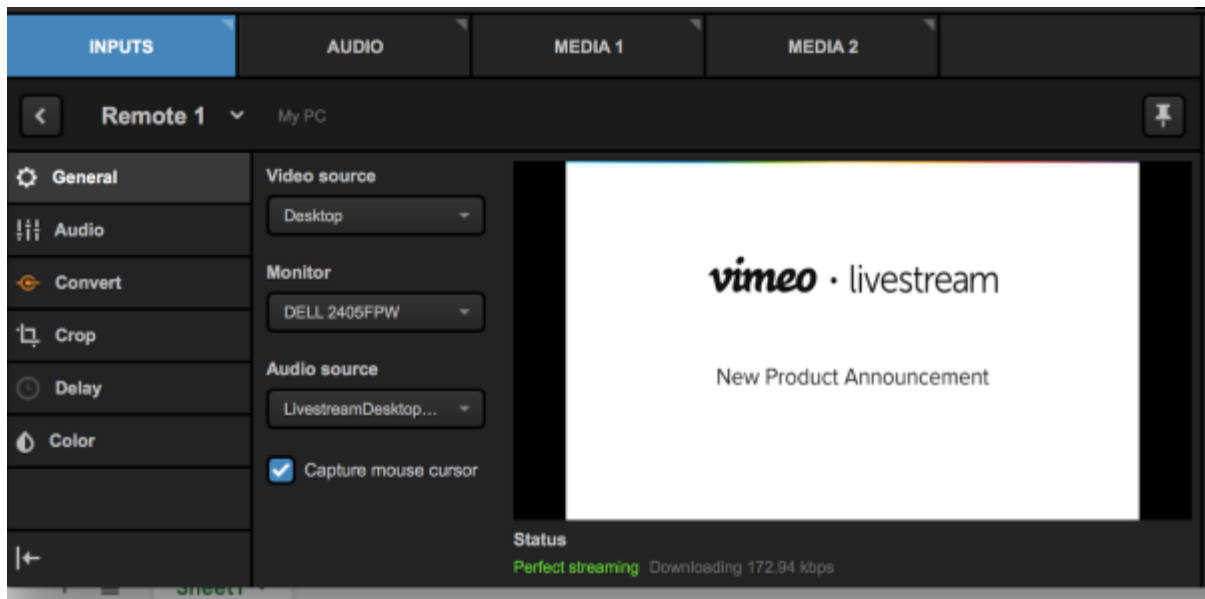 INPUTS
AUDIO
MEDIA 1
MEDIA 2
Remote 1
My PC
General
Audio
Convert
Crop
Delay
Color
Video source
Desktop
Monitor
DELL 2405FPW
Audio source
LivestreamDesktop...
Capture mouse cursor
vimeo · livestream
New Product Announcement
Status
Perfect streaming Downloading 172.94 kbps
Sheet1